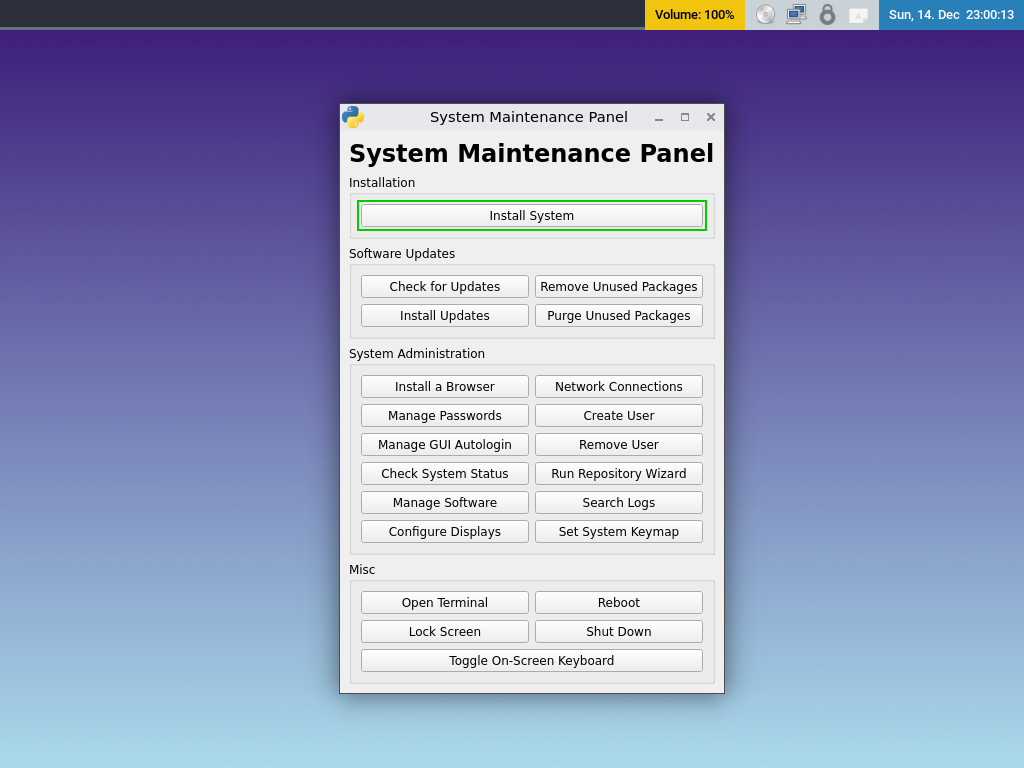 Volume: 100%
Sun, 14. Dec 23:00:13
System Maintenance Panel
System Maintenance Panel
Installation
Install System
Software Updates
Check for Updates Remove Unused Packages
Install Updates Purge Unused Packages
System Administration
Install a Browser Network Connections
Manage Passwords Create User
Manage GUI Autologin Remove User
Check System Status Run Repository Wizard
Manage Software Search Logs
Configure Displays Set System Keymap
Misc
Open Terminal Reboot
Lock Screen Shut Down
Toggle On-Screen Keyboard